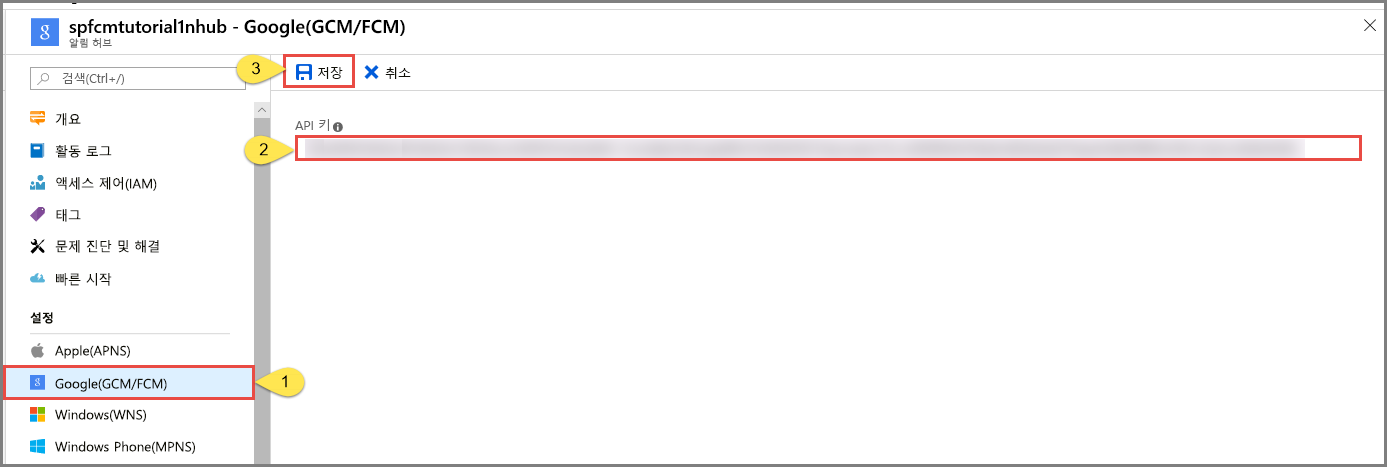 spfcmtutorial1nhub - Google(GCM/FCM)
알림 허브
검색(Ctrl+/)
3
저장
취소
개요
활동 로그
액세스 제어(IAM)
태그
문제 진단 및 해결
빠른 시작
API 키
2
설정
Apple(APNS)
Google(GCM/FCM)
1
Windows(WNS)
Windows Phone(MPNS)